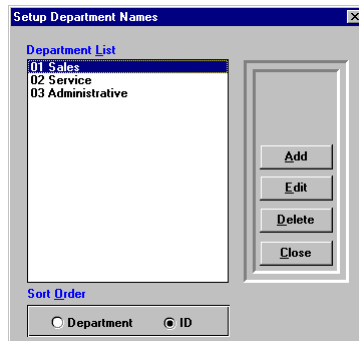 Setup Department Names
Department List
01 Sales
02 Service
03 Administrative
Add
Edit
Delete
Close
Sort Order
Department ID